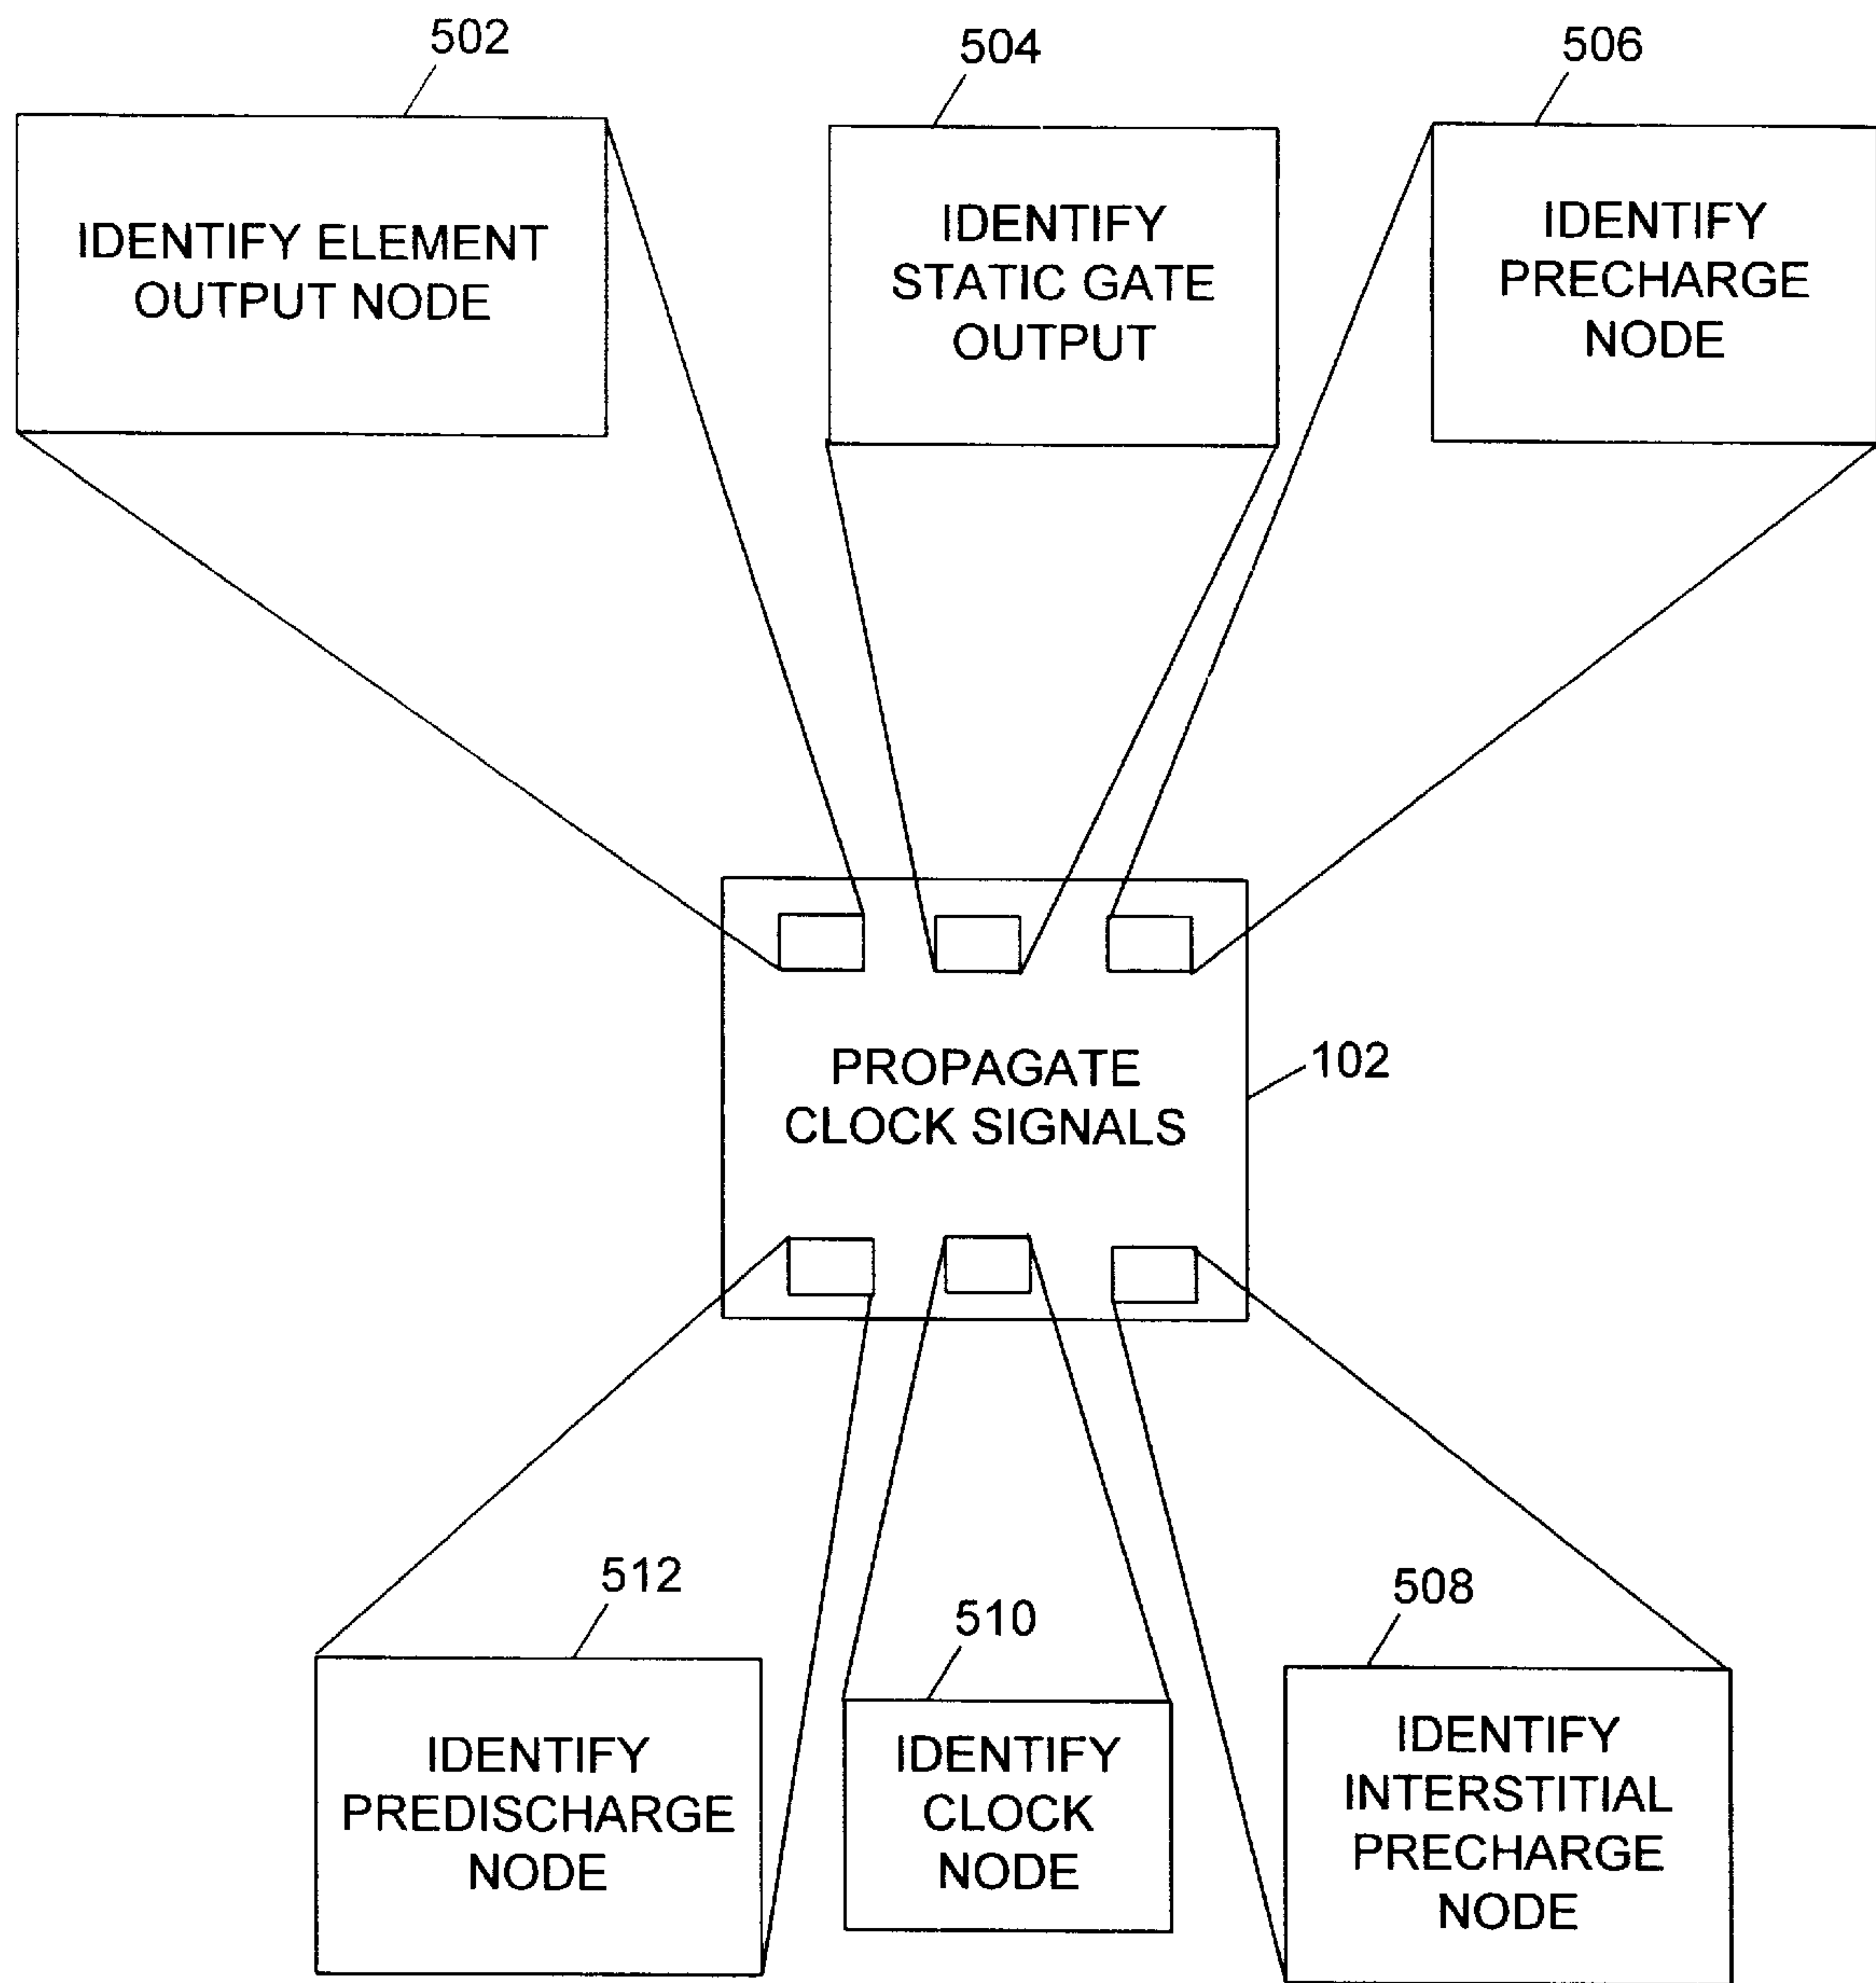 502
504
506
IDENTIFY ELEMENT
OUTPUT NODE
IDENTIFY
STATIC GATE
OUTPUT
IDENTIFY
PRECHARGE
NODE
PROPAGATE
CLOCK SIGNALS
102
512
510
508
IDENTIFY
PREDISCHARGE
NODE
IDENTIFY
CLOCK
NODE
IDENTIFY
INTERSTITIAL
PRECHARGE
NODE